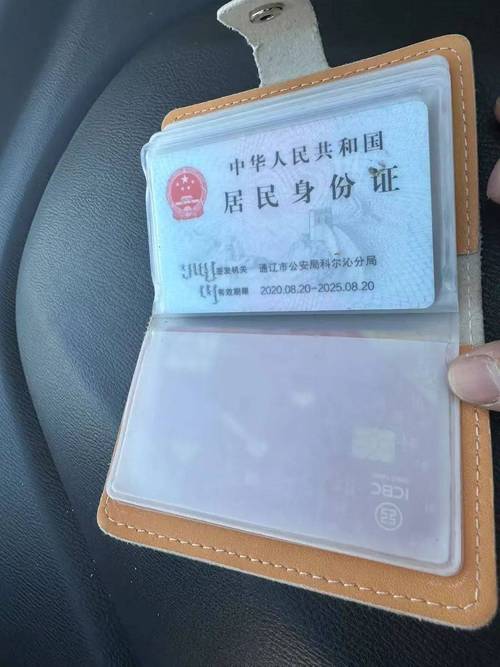 中华人民共和国
居民身份证
签发机关 通辽市公安局科尔沁分局
有效期限 2020.08.20-2025.08.20
ICBC